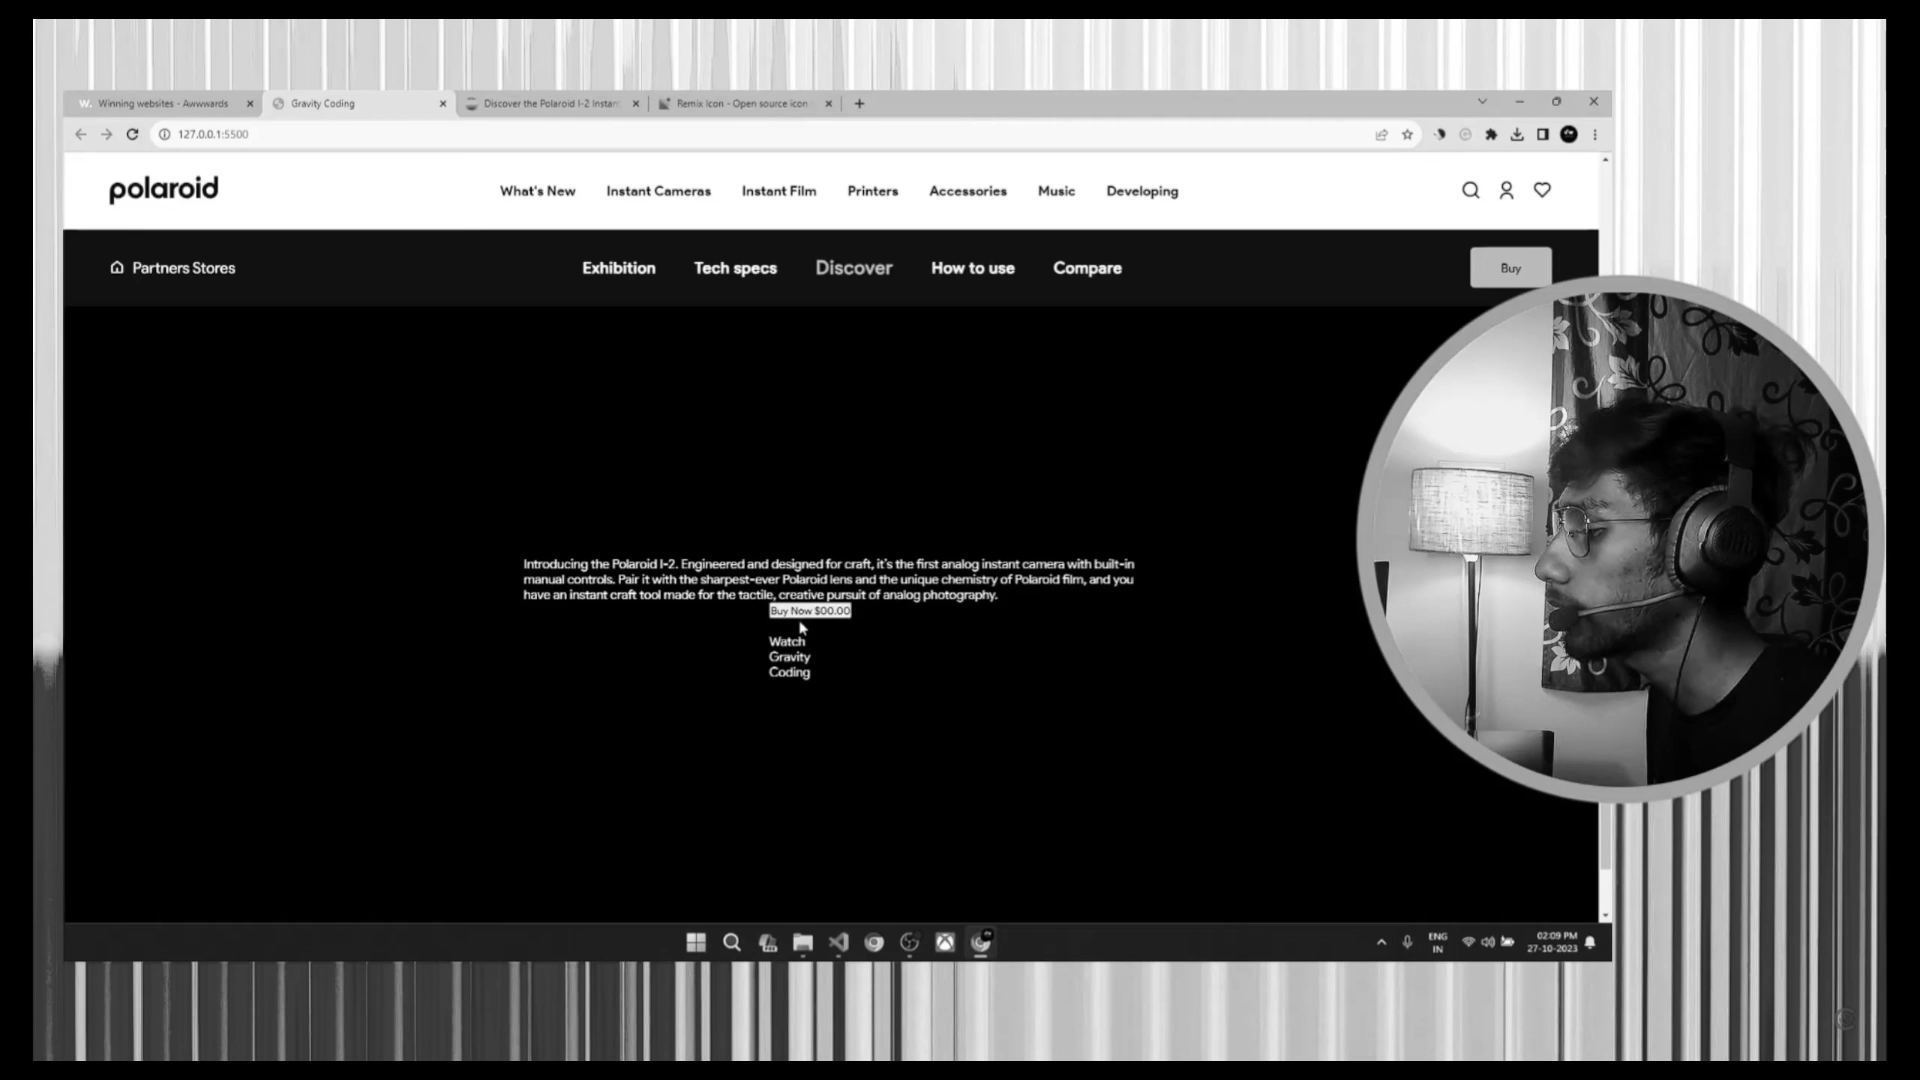 W. Winning websites - Awwwards
Gravity Coding
Discover the Polaroid I-2 Instan
Remix Icon - Open source icon
127.0.0.1:5500
polaroid
What's New Instant Cameras Instant Film Printers Accessories Music Developing
Partners Stores
Exhibition Tech specs Discover How to use Compare
Buy
Introducing the Polaroid I-2. Engineered and designed for craft, it's the first analog instant camera with built-in
manual controls. Pair it with the sharpest-ever Polaroid lens and the unique chemistry of Polaroid film, and you
have an instant craft tool made for the tactile, creative pursuit of analog photography.
Buy Now $00.00
Watch
Gravity
Coding
ENG
IN
02:09 PM
27-10-2023